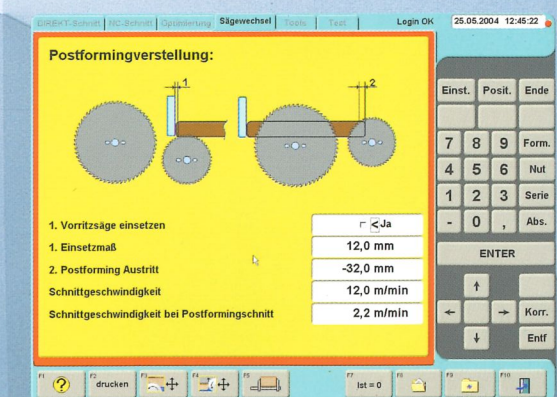 DIREKT-Schnitt NC-Schnitt Optimierung Sägewechsel Tools Test Login OK 25.05.2004 12:45:22
Postformingverstellung:
1 2
1. Vorritzsäge einsetzen < Ja
1. Einsetzmaß 12,0 mm
2. Postforming Austritt -32,0 mm
Schnittgeschwindigkeit 12,0 m/min
Schnittgeschwindigkeit bei Postformingschnitt 2,2 m/min
Einst. Posit. Ende
7 8 9 Form.
4 5 6 Nut
1 2 3 Serie
- 0 , Abs.
ENTER
↑
← → Korr.
↓ Entf
F1 ? F2 drucken F3 F4 F5 F7 Ist = 0 F8 F9 F10